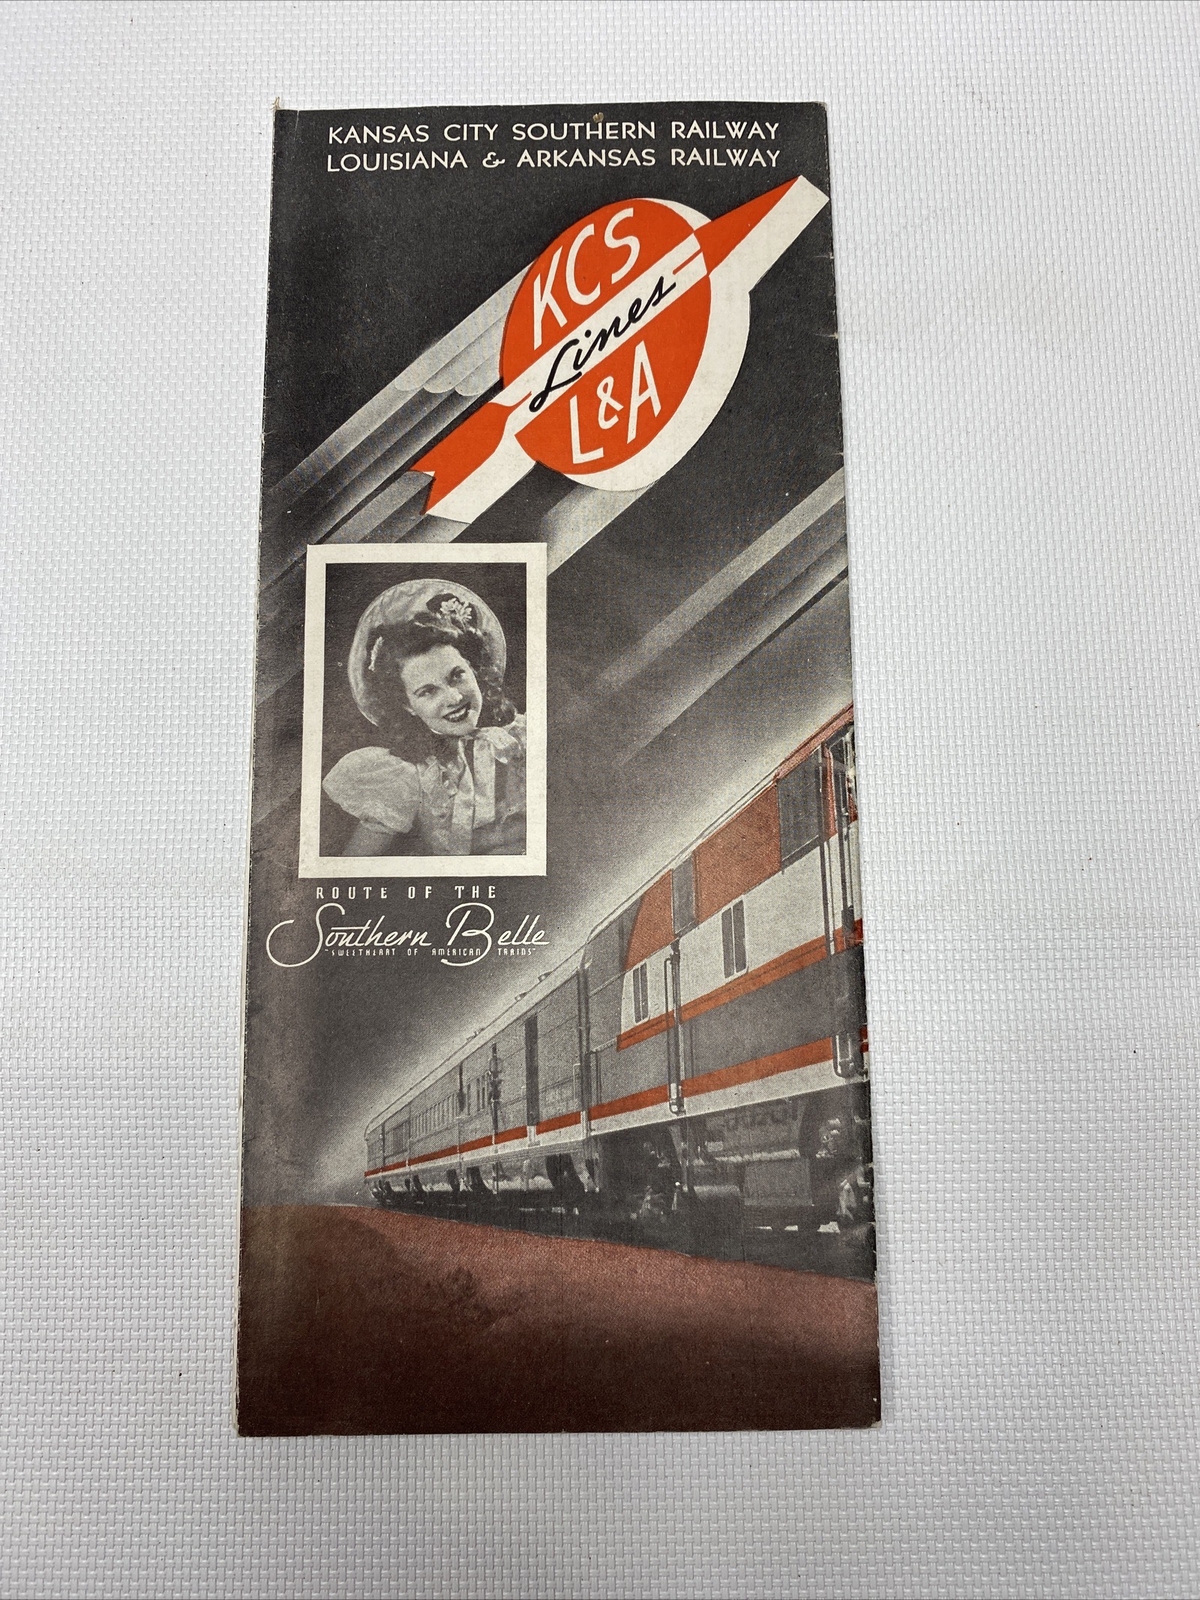 KANSAS CITY SOUTHERN RAILWAY
LOUISIANA & ARKANSAS RAILWAY
KCS
Lines
L&A
ROUTE OF THE
Southern Belle
"SWEETHEART OF AMERICAN TRAINS"